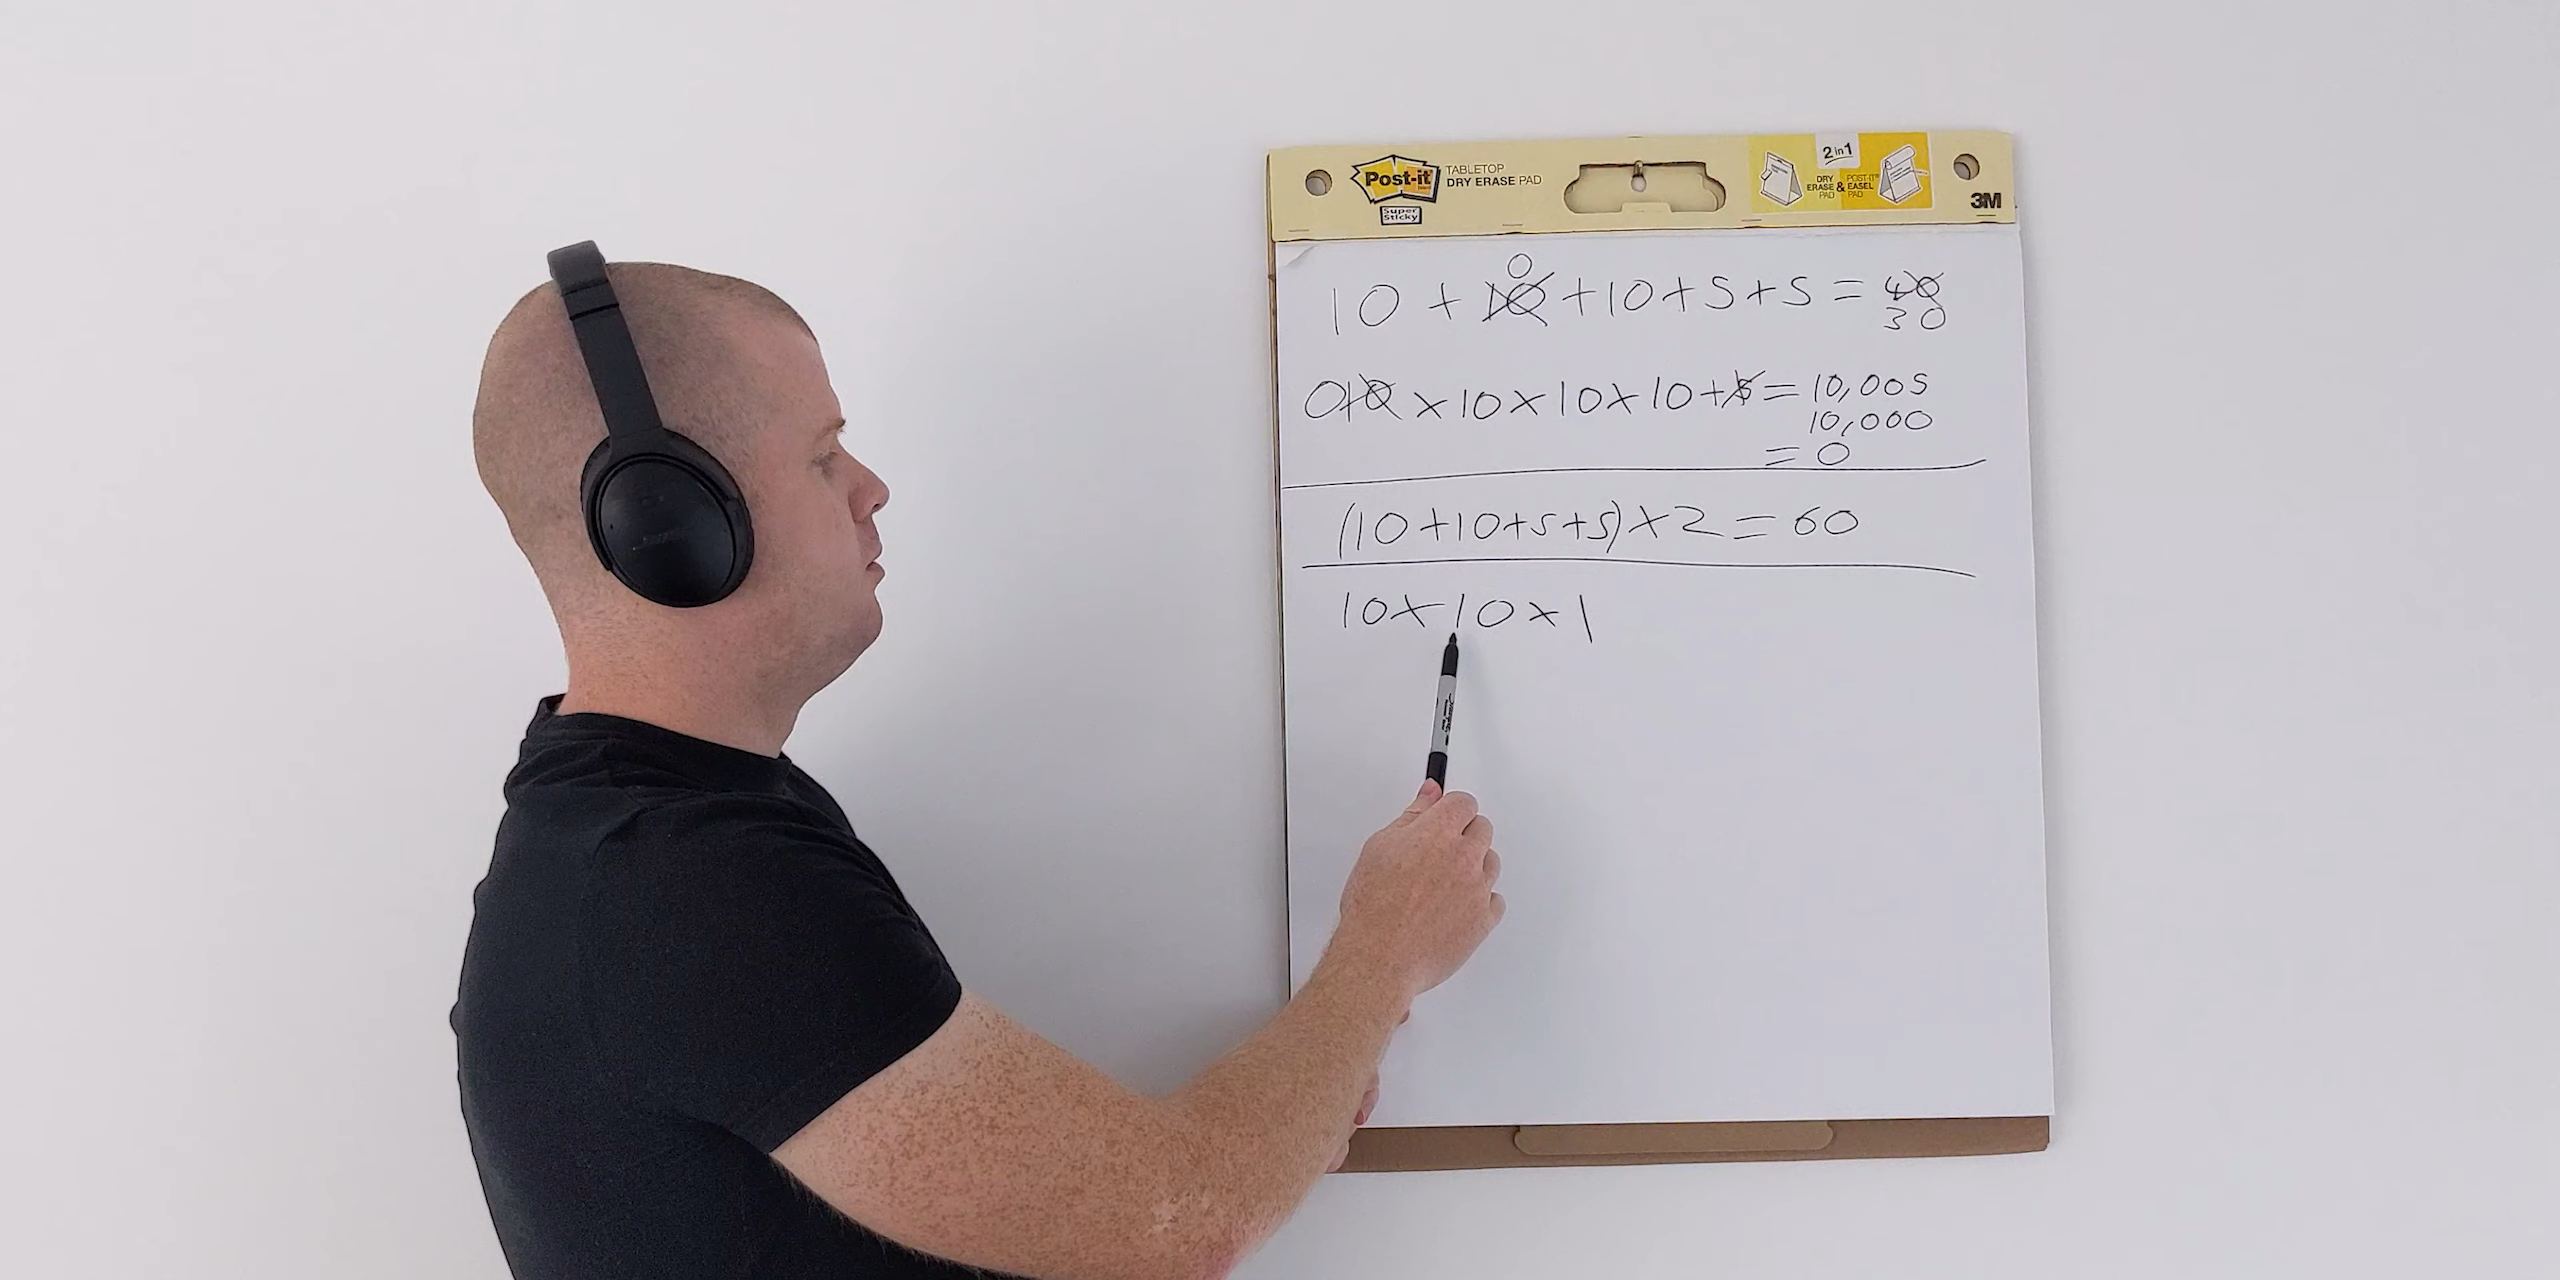 Post-it
Super Sticky
TABLETOP
DRY ERASE PAD
2 in 1
DRY ERASE PAD & POST-IT EASEL PAD
3M
0
10 + 10 + 10 + 5 + 5 = 40
30
010 × 10 × 10 × 10 + 5 = 10,005
10,000
= 0
(10 + 10 + 5 + 5) × 2 = 60
10 × 10 × 1